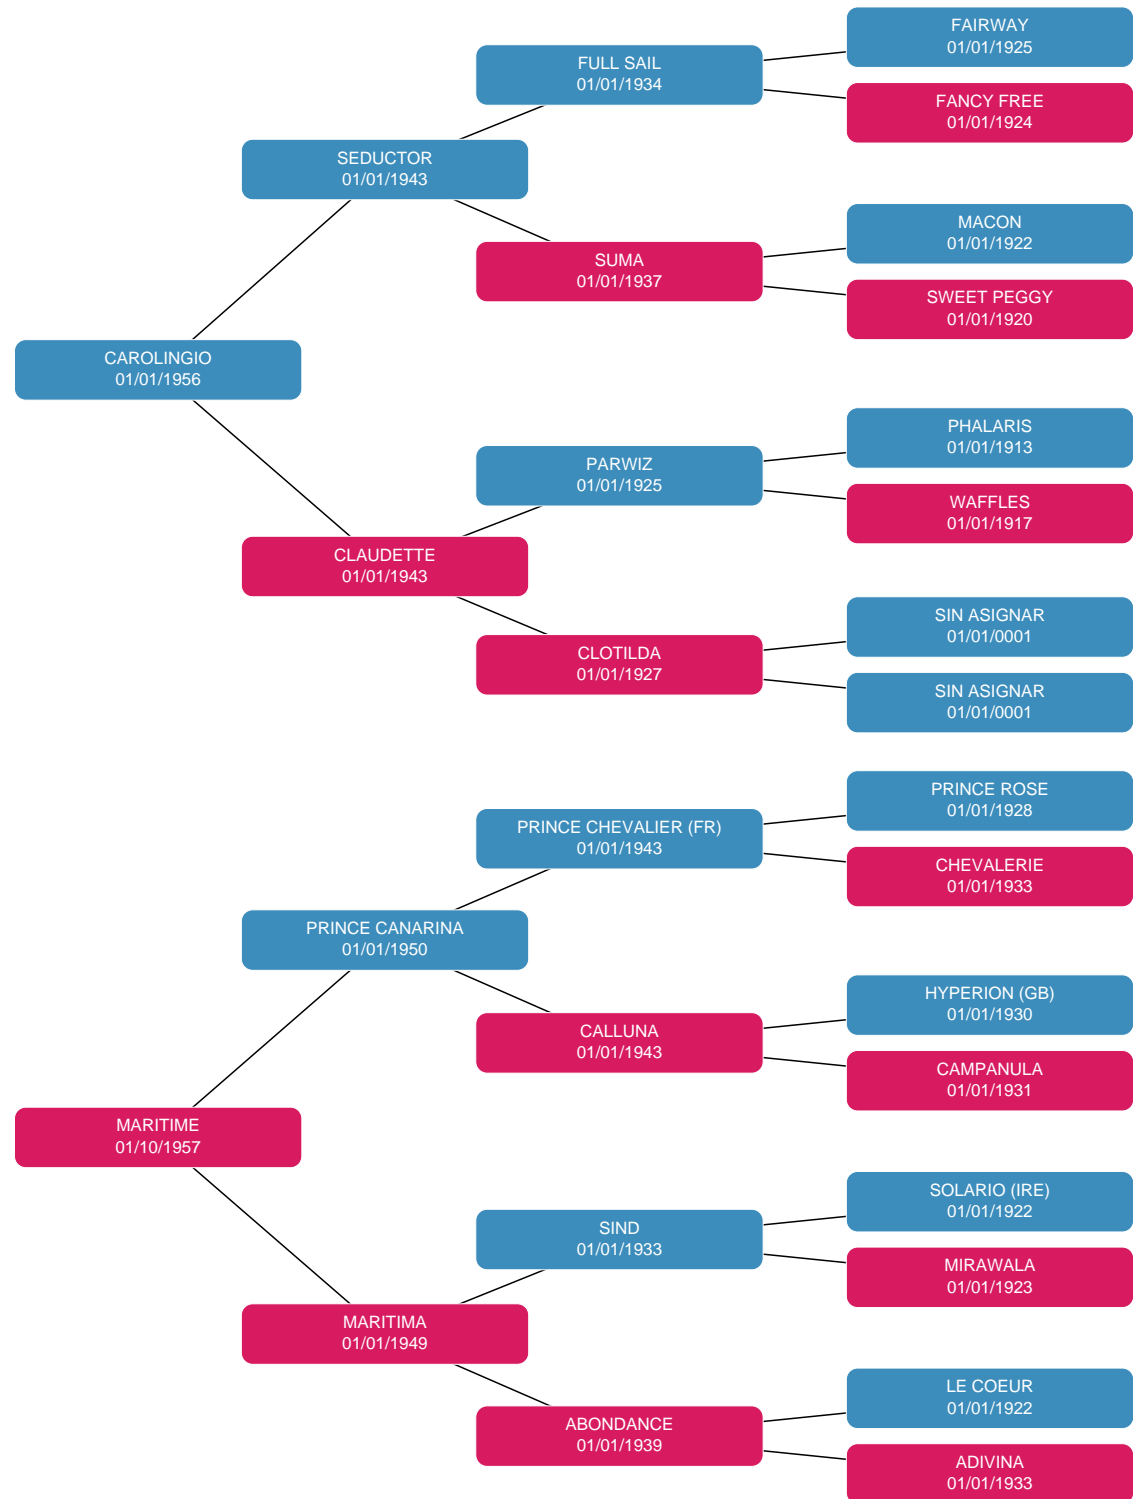 FAIRWAY
01/01/1925
FULL SAIL
01/01/1934
FANCY FREE
01/01/1924
SEDUCTOR
01/01/1943
MACON
01/01/1922
SUMA
01/01/1937
SWEET PEGGY
01/01/1920
CAROLINGIO
01/01/1956
PHALARIS
01/01/1913
PARWIZ
01/01/1925
WAFFLES
01/01/1917
CLAUDETTE
01/01/1943
SIN ASIGNAR
01/01/0001
CLOTILDA
01/01/1927
SIN ASIGNAR
01/01/0001
PRINCE ROSE
01/01/1928
PRINCE CHEVALIER (FR)
01/01/1943
CHEVALERIE
01/01/1933
PRINCE CANARINA
01/01/1950
HYPERION (GB)
01/01/1930
CALLUNA
01/01/1943
CAMPANULA
01/01/1931
MARITIME
01/10/1957
SOLARIO (IRE)
01/01/1922
SIND
01/01/1933
MIRAWALA
01/01/1923
MARITIMA
01/01/1949
LE COEUR
01/01/1922
ABONDANCE
01/01/1939
ADIVINA
01/01/1933